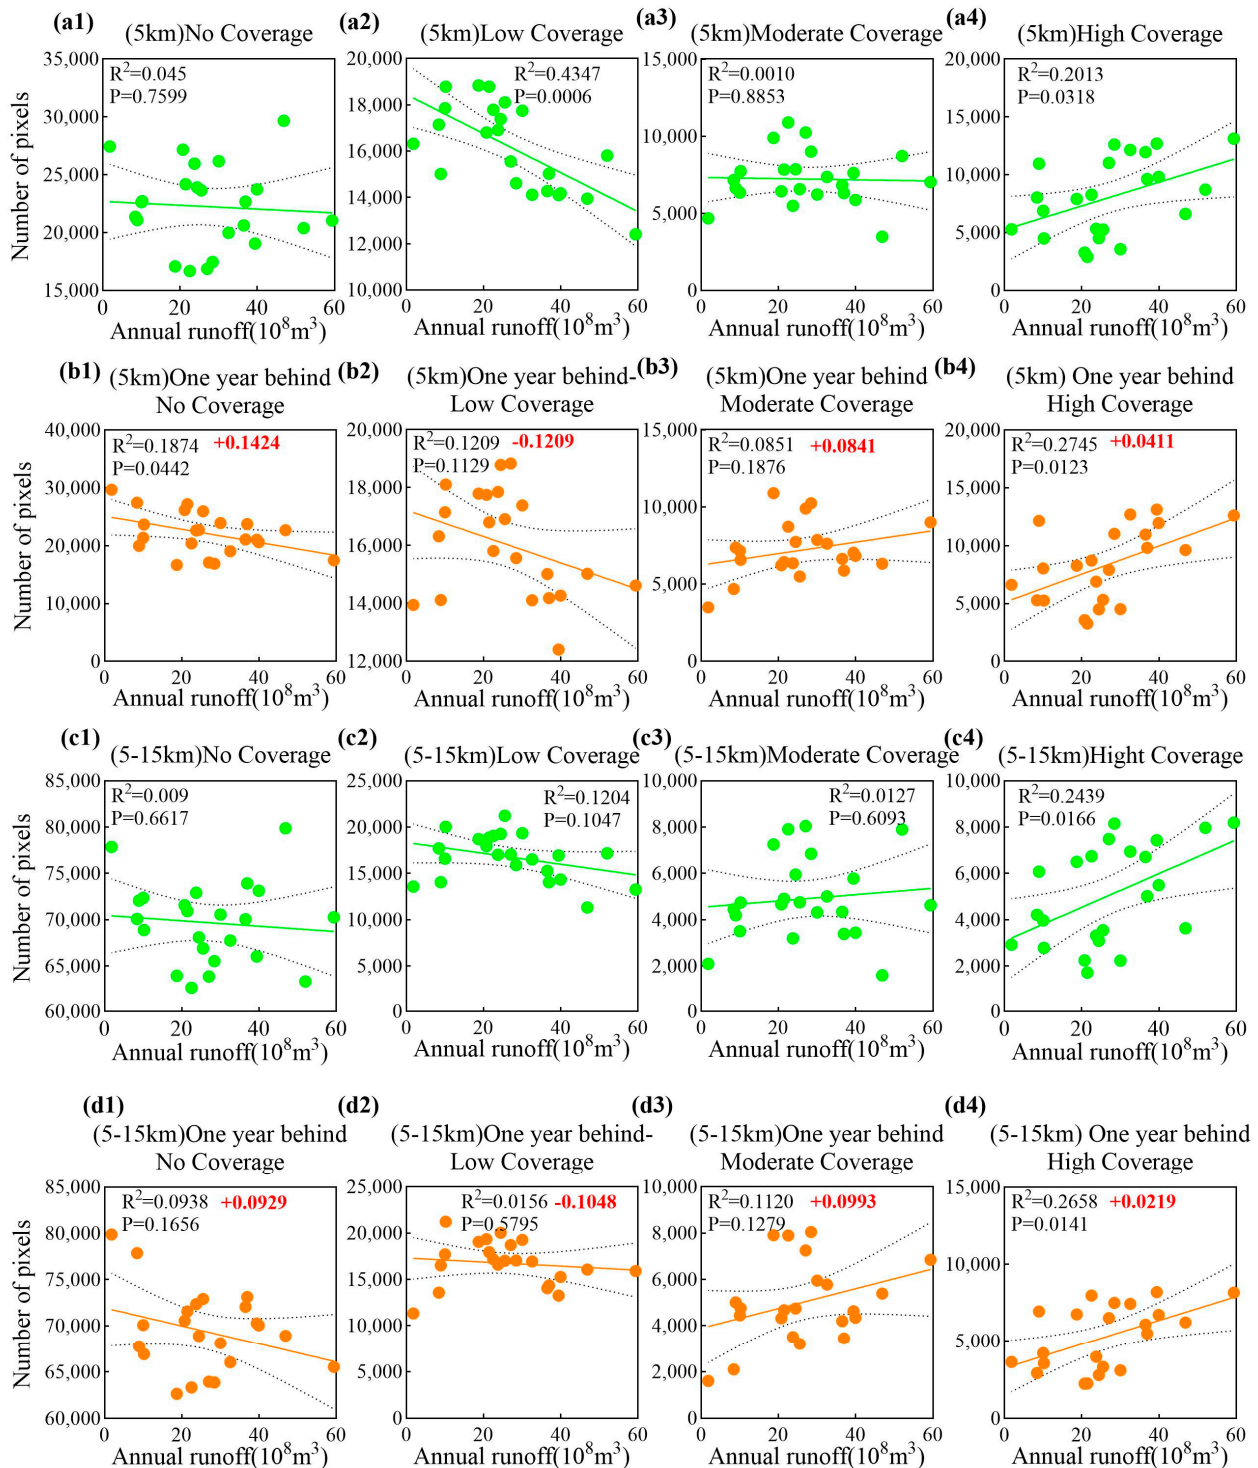 (a1)
(5km)No Coverage
R²=0.045
P=0.7599
35,000
30,000
25,000
20,000
15,000
Number of pixels
0 20 40 60
Annual runoff(10⁸m³)
(a2)
(5km)Low Coverage
R²=0.4347
P=0.0006
20,000
18,000
16,000
14,000
12,000
10,000
0 20 40 60
Annual runoff(10⁸m³)
(a3)
(5km)Moderate Coverage
R²=0.0010
P=0.8853
15,000
10,000
5,000
0
0 20 40 60
Annual runoff(10⁸m³)
(a4)
(5km)High Coverage
R²=0.2013
P=0.0318
20,000
15,000
10,000
5,000
0
0 20 40 60
Annual runoff(10⁸m³)
(b1)
(5km)One year behind
No Coverage
R²=0.1874 +0.1424
P=0.0442
40,000
30,000
20,000
10,000
0
Number of pixels
0 20 40 60
Annual runoff(10⁸m³)
(b2)
(5km)One year behind-
Low Coverage
R²=0.1209 -0.1209
P=0.1129
20,000
18,000
16,000
14,000
12,000
0 20 40 60
Annual runoff(10⁸m³)
(b3)
(5km)One year behind
Moderate Coverage
R²=0.0851 +0.0841
P=0.1876
15,000
10,000
5,000
0
0 20 40 60
Annual runoff(10⁸m³)
(b4)
(5km) One year behind
High Coverage
R²=0.2745 +0.0411
P=0.0123
20,000
15,000
10,000
5,000
0
0 20 40 60
Annual runoff(10⁸m³)
(c1)
(5-15km)No Coverage
R²=0.009
P=0.6617
85,000
80,000
75,000
70,000
65,000
60,000
Number of pixels
0 20 40 60
Annual runoff(10⁸m³)
(c2)
(5-15km)Low Coverage
R²=0.1204
P=0.1047
25,000
20,000
15,000
10,000
5,000
0
0 20 40 60
Annual runoff(10⁸m³)
(c3)
(5-15km)Moderate Coverage
R²=0.0127
P=0.6093
10,000
8,000
6,000
4,000
2,000
0
0 20 40 60
Annual runoff(10⁸m³)
(c4)
(5-15km)Hight Coverage
R²=0.2439
P=0.0166
10,000
8,000
6,000
4,000
2,000
0
0 20 40 60
Annual runoff(10⁸m³)
(d1)
(5-15km)One year behind
No Coverage
R²=0.0938 +0.0929
P=0.1656
85,000
80,000
75,000
70,000
65,000
60,000
Number of pixels
0 20 40 60
Annual runoff(10⁸m³)
(d2)
(5-15km)One year behind-
Low Coverage
R²=0.0156 -0.1048
P=0.5795
25,000
20,000
15,000
10,000
5,000
0
0 20 40 60
Annual runoff(10⁸m³)
(d3)
(5-15km)One year behind
Moderate Coverage
R²=0.1120 +0.0993
P=0.1279
10,000
8,000
6,000
4,000
2,000
0
0 20 40 60
Annual runoff(10⁸m³)
(d4)
(5-15km) One year behind
High Coverage
R²=0.2658 +0.0219
P=0.0141
15,000
10,000
5,000
0
0 20 40 60
Annual runoff(10⁸m³)